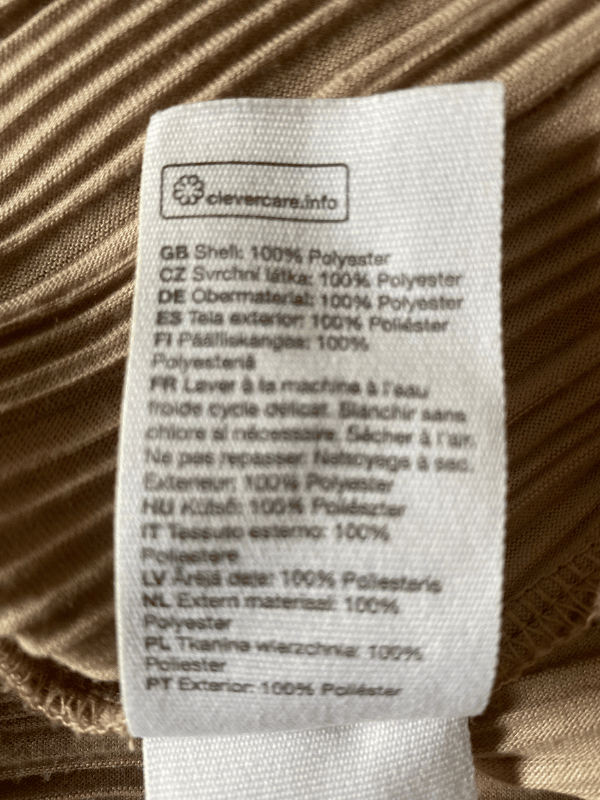 clevercare.info
GB Shell: 100% Polyester
CZ Svrchní látka: 100% Polyester
DE Obermaterial: 100% Polyester
ES Tela exterior: 100% Poliéster
FI Päälliskangas: 100%
Polyesteriä
FR Laver à la machine à l'eau
froide cycle délicat. Blanchir sans
chlore si nécessaire. Sécher à l'air.
Ne pas repasser. Nettoyage à sec.
Exterieur: 100% Polyester
HU Külső: 100% Poliészter
IT Tessuto esterno: 100%
Poliestere
LV Ārējā daļa: 100% Poliesteris
NL Extern materiaal: 100%
Polyester
PL Tkanina wierzchnia: 100%
Poliester
PT Exterior: 100% Poliéster